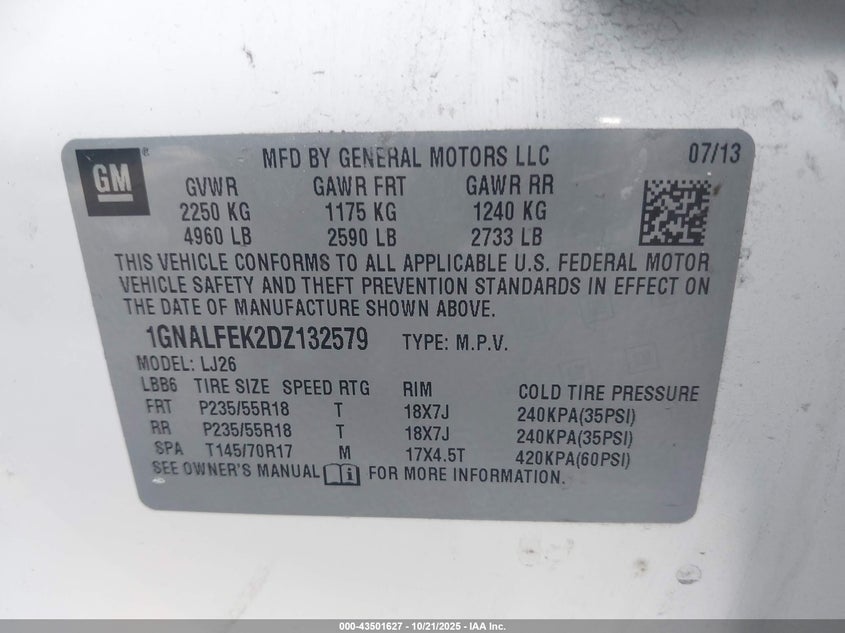 GM ® MFD BY GENERAL MOTORS LLC 07/13
GVWR GAWR FRT GAWR RR
2250 KG 1175 KG 1240 KG
4960 LB 2590 LB 2733 LB
THIS VEHICLE CONFORMS TO ALL APPLICABLE U.S. FEDERAL MOTOR
VEHICLE SAFETY AND THEFT PREVENTION STANDARDS IN EFFECT ON
THE DATE OF MANUFACTURE SHOWN ABOVE.
1GNALFEK2DZ132579 TYPE: M.P.V.
MODEL: LJ26
LBB6 TIRE SIZE SPEED RTG RIM COLD TIRE PRESSURE
FRT P235/55R18 T 18X7J 240KPA(35PSI)
RR P235/55R18 T 18X7J 240KPA(35PSI)
SPA T145/70R17 M 17X4.5T 420KPA(60PSI)
SEE OWNER'S MANUAL FOR MORE INFORMATION.
000-43501627 - 10/21/2025 - IAA Inc.